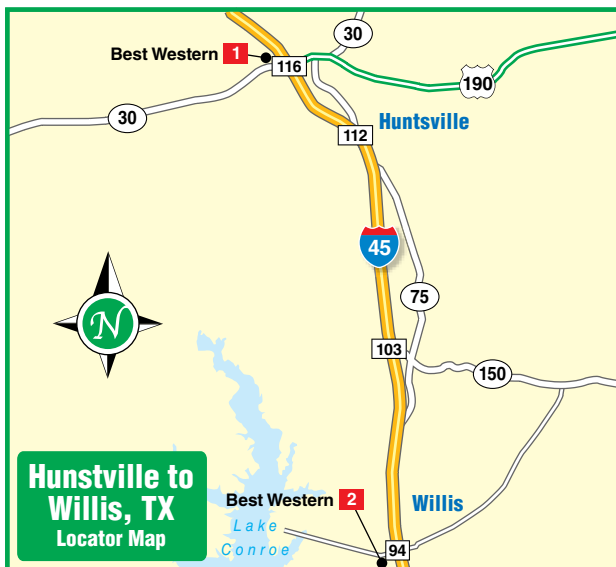 30
Best Western 1
116
190
30
112
Huntsville
45
N
75
103
150
Hunstville to
Willis, TX
Locator Map
Best Western 2
Willis
Lake
Conroe
94